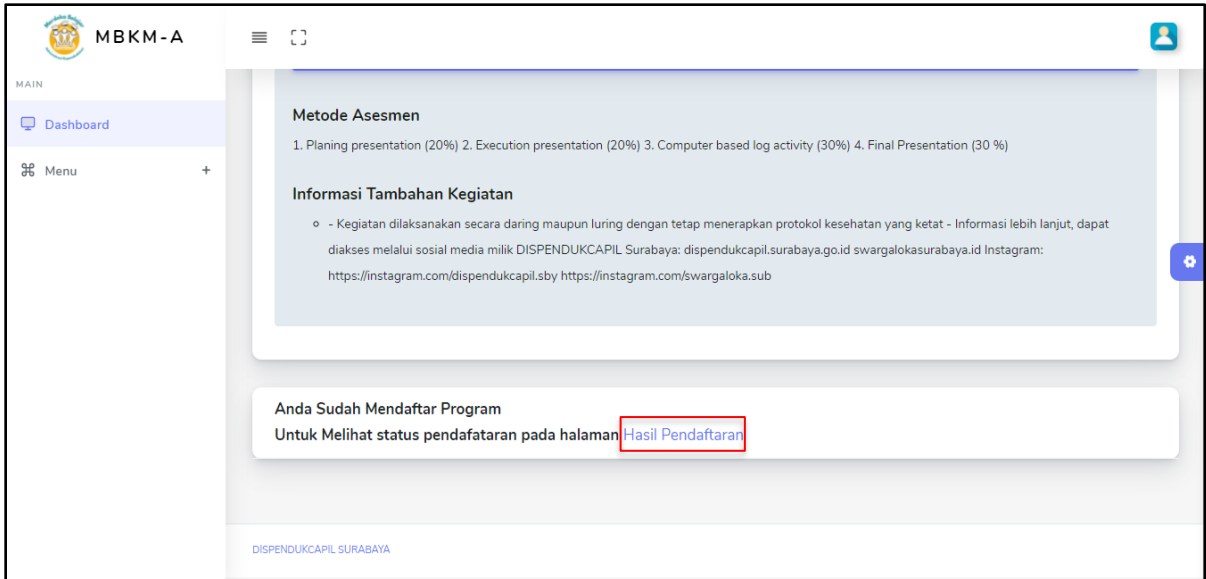 MBKM-A
MAIN
Dashboard
Menu +
Metode Asesmen
1. Planing presentation (20%) 2. Execution presentation (20%) 3. Computer based log activity (30%) 4. Final Presentation (30 %)
Informasi Tambahan Kegiatan
- Kegiatan dilaksanakan secara daring maupun luring dengan tetap menerapkan protokol kesehatan yang ketat - Informasi lebih lanjut, dapat
diakses melalui sosial media milik DISPENDUKCAPIL Surabaya: dispendukcapil.surabaya.go.id swargalokasurabaya.id Instagram:
https://instagram.com/dispendukcapil.sby https://instagram.com/swargaloka.sub
Anda Sudah Mendaftar Program
Untuk Melihat status pendafataran pada halaman Hasil Pendaftaran
DISPENDUKCAPIL SURABAYA